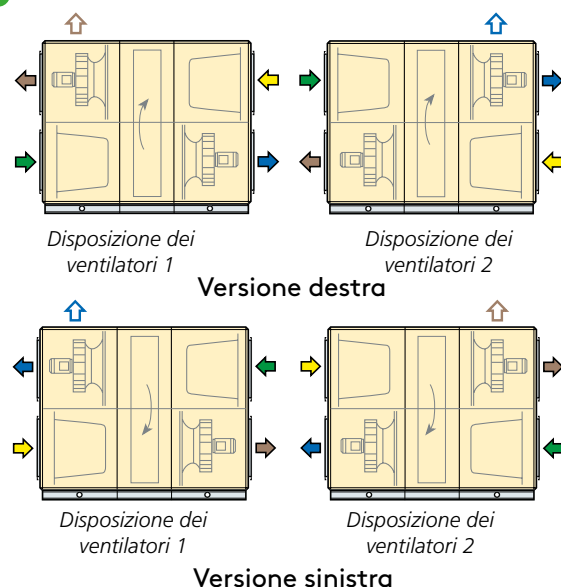 Disposizione dei
ventilatori 1
Disposizione dei
ventilatori 2
Versione destra
Disposizione dei
ventilatori 1
Disposizione dei
ventilatori 2
Versione sinistra